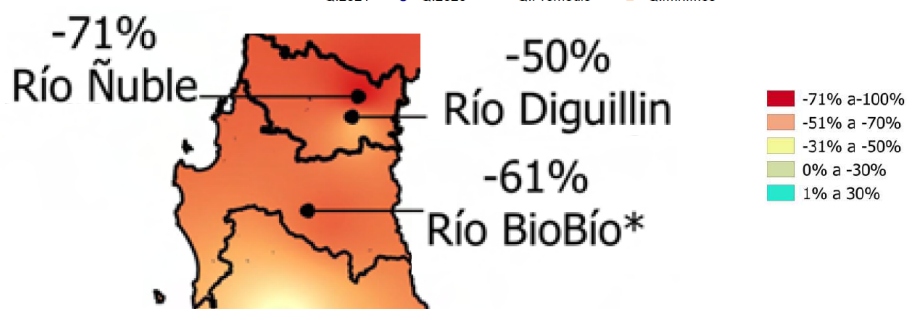 -71%
Río Ñuble
-50%
Río Diguillin
-61%
Río BioBío*
-71% a-100%
-51% a -70%
-31% a -50%
0% a -30%
1% a 30%